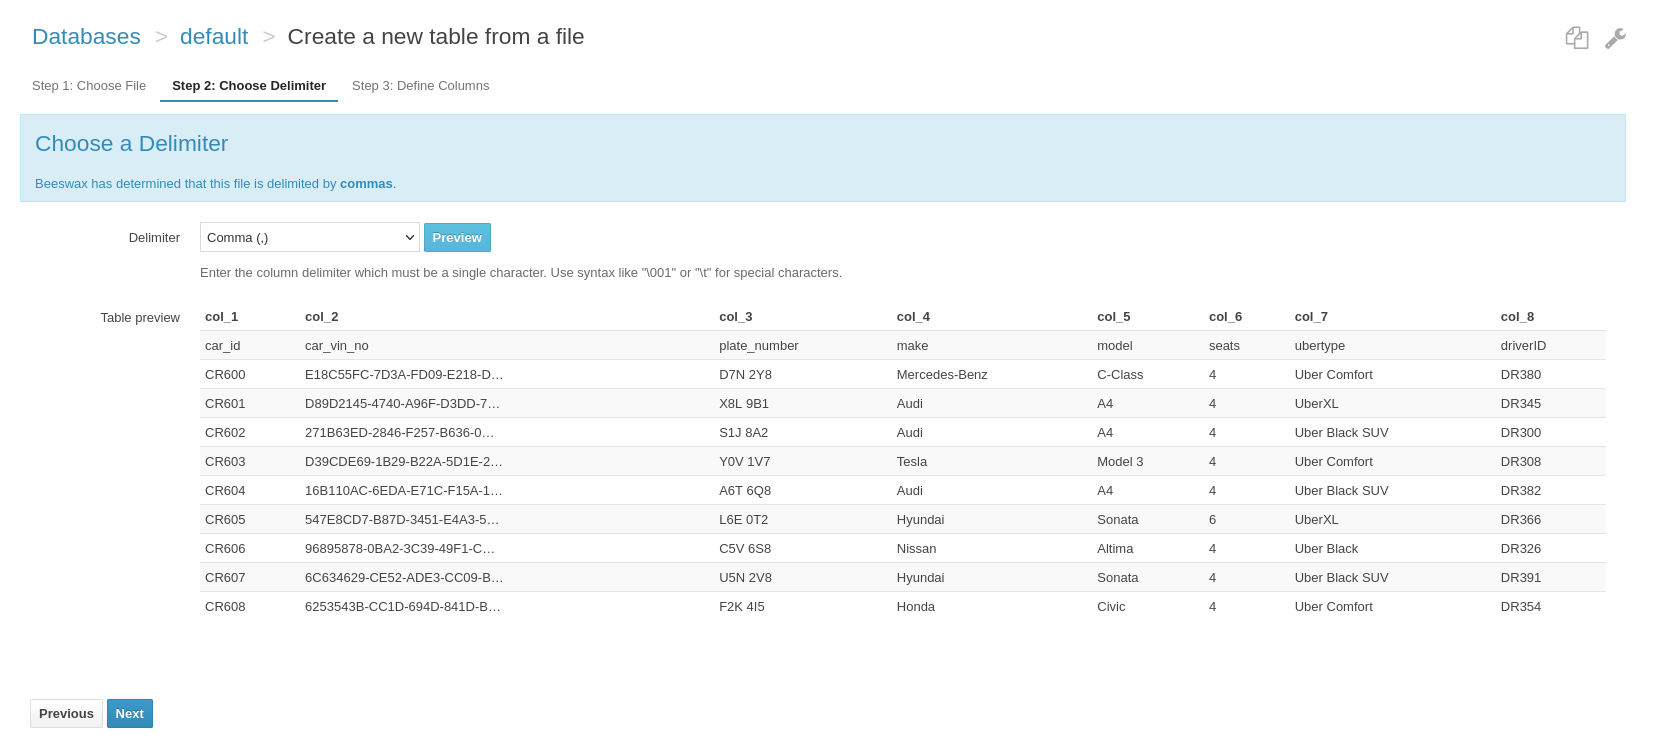 Databases > default > Create a new table from a file
Step 1: Choose File Step 2: Choose Delimiter Step 3: Define Columns
Choose a Delimiter
Beeswax has determined that this file is delimited by commas.
Delimiter Comma (,) Preview
Enter the column delimiter which must be a single character. Use syntax like "\001" or "\t" for special characters.
Table preview col_1 col_2 col_3 col_4 col_5 col_6 col_7 col_8
car_id car_vin_no plate_number make model seats ubertype driverID
CR600 E18C55FC-7D3A-FD09-E218-D… D7N 2Y8 Mercedes-Benz C-Class 4 Uber Comfort DR380
CR601 D89D2145-4740-A96F-D3DD-7… X8L 9B1 Audi A4 4 UberXL DR345
CR602 271B63ED-2846-F257-B636-0… S1J 8A2 Audi A4 4 Uber Black SUV DR300
CR603 D39CDE69-1B29-B22A-5D1E-2… Y0V 1V7 Tesla Model 3 4 Uber Comfort DR308
CR604 16B110AC-6EDA-E71C-F15A-1… A6T 6Q8 Audi A4 4 Uber Black SUV DR382
CR605 547E8CD7-B87D-3451-E4A3-5… L6E 0T2 Hyundai Sonata 6 UberXL DR366
CR606 96895878-0BA2-3C39-49F1-C… C5V 6S8 Nissan Altima 4 Uber Black DR326
CR607 6C634629-CE52-ADE3-CC09-B… U5N 2V8 Hyundai Sonata 4 Uber Black SUV DR391
CR608 6253543B-CC1D-694D-841D-B… F2K 4I5 Honda Civic 4 Uber Comfort DR354
Previous Next